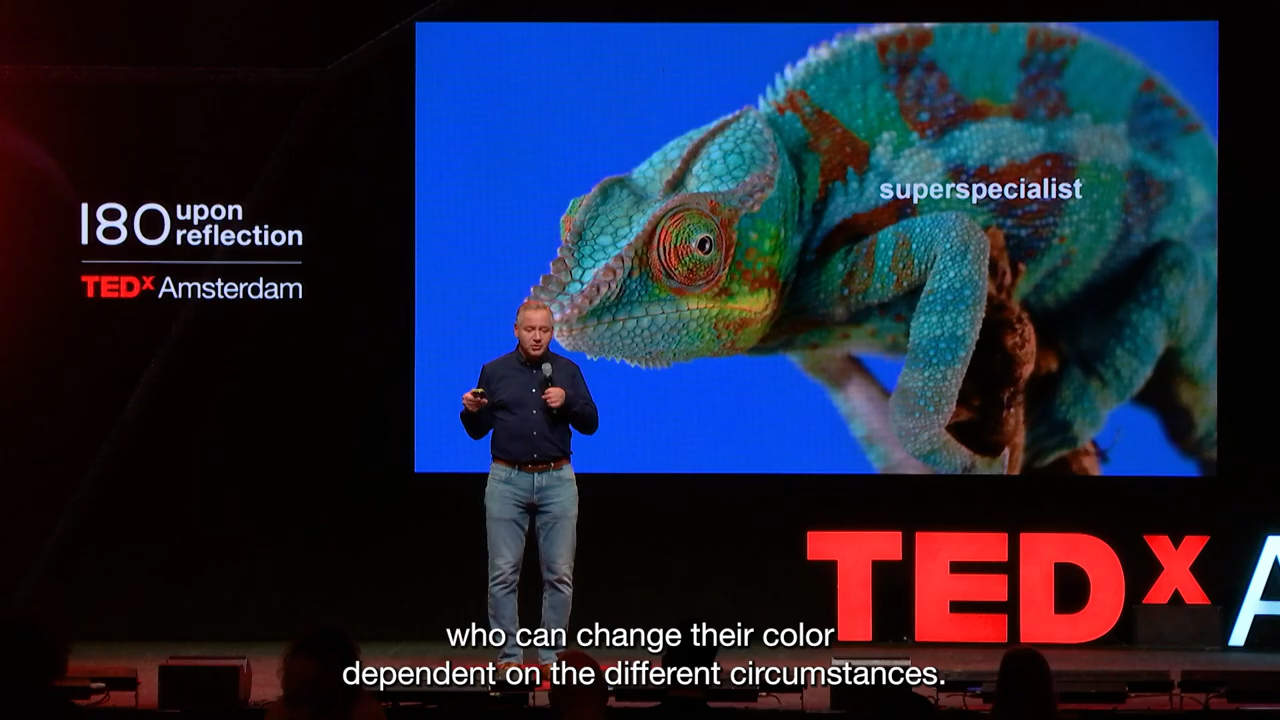 180 upon
reflection
TEDx Amsterdam
superspecialist
TEDx A
who can change their color
dependent on the different circumstances.